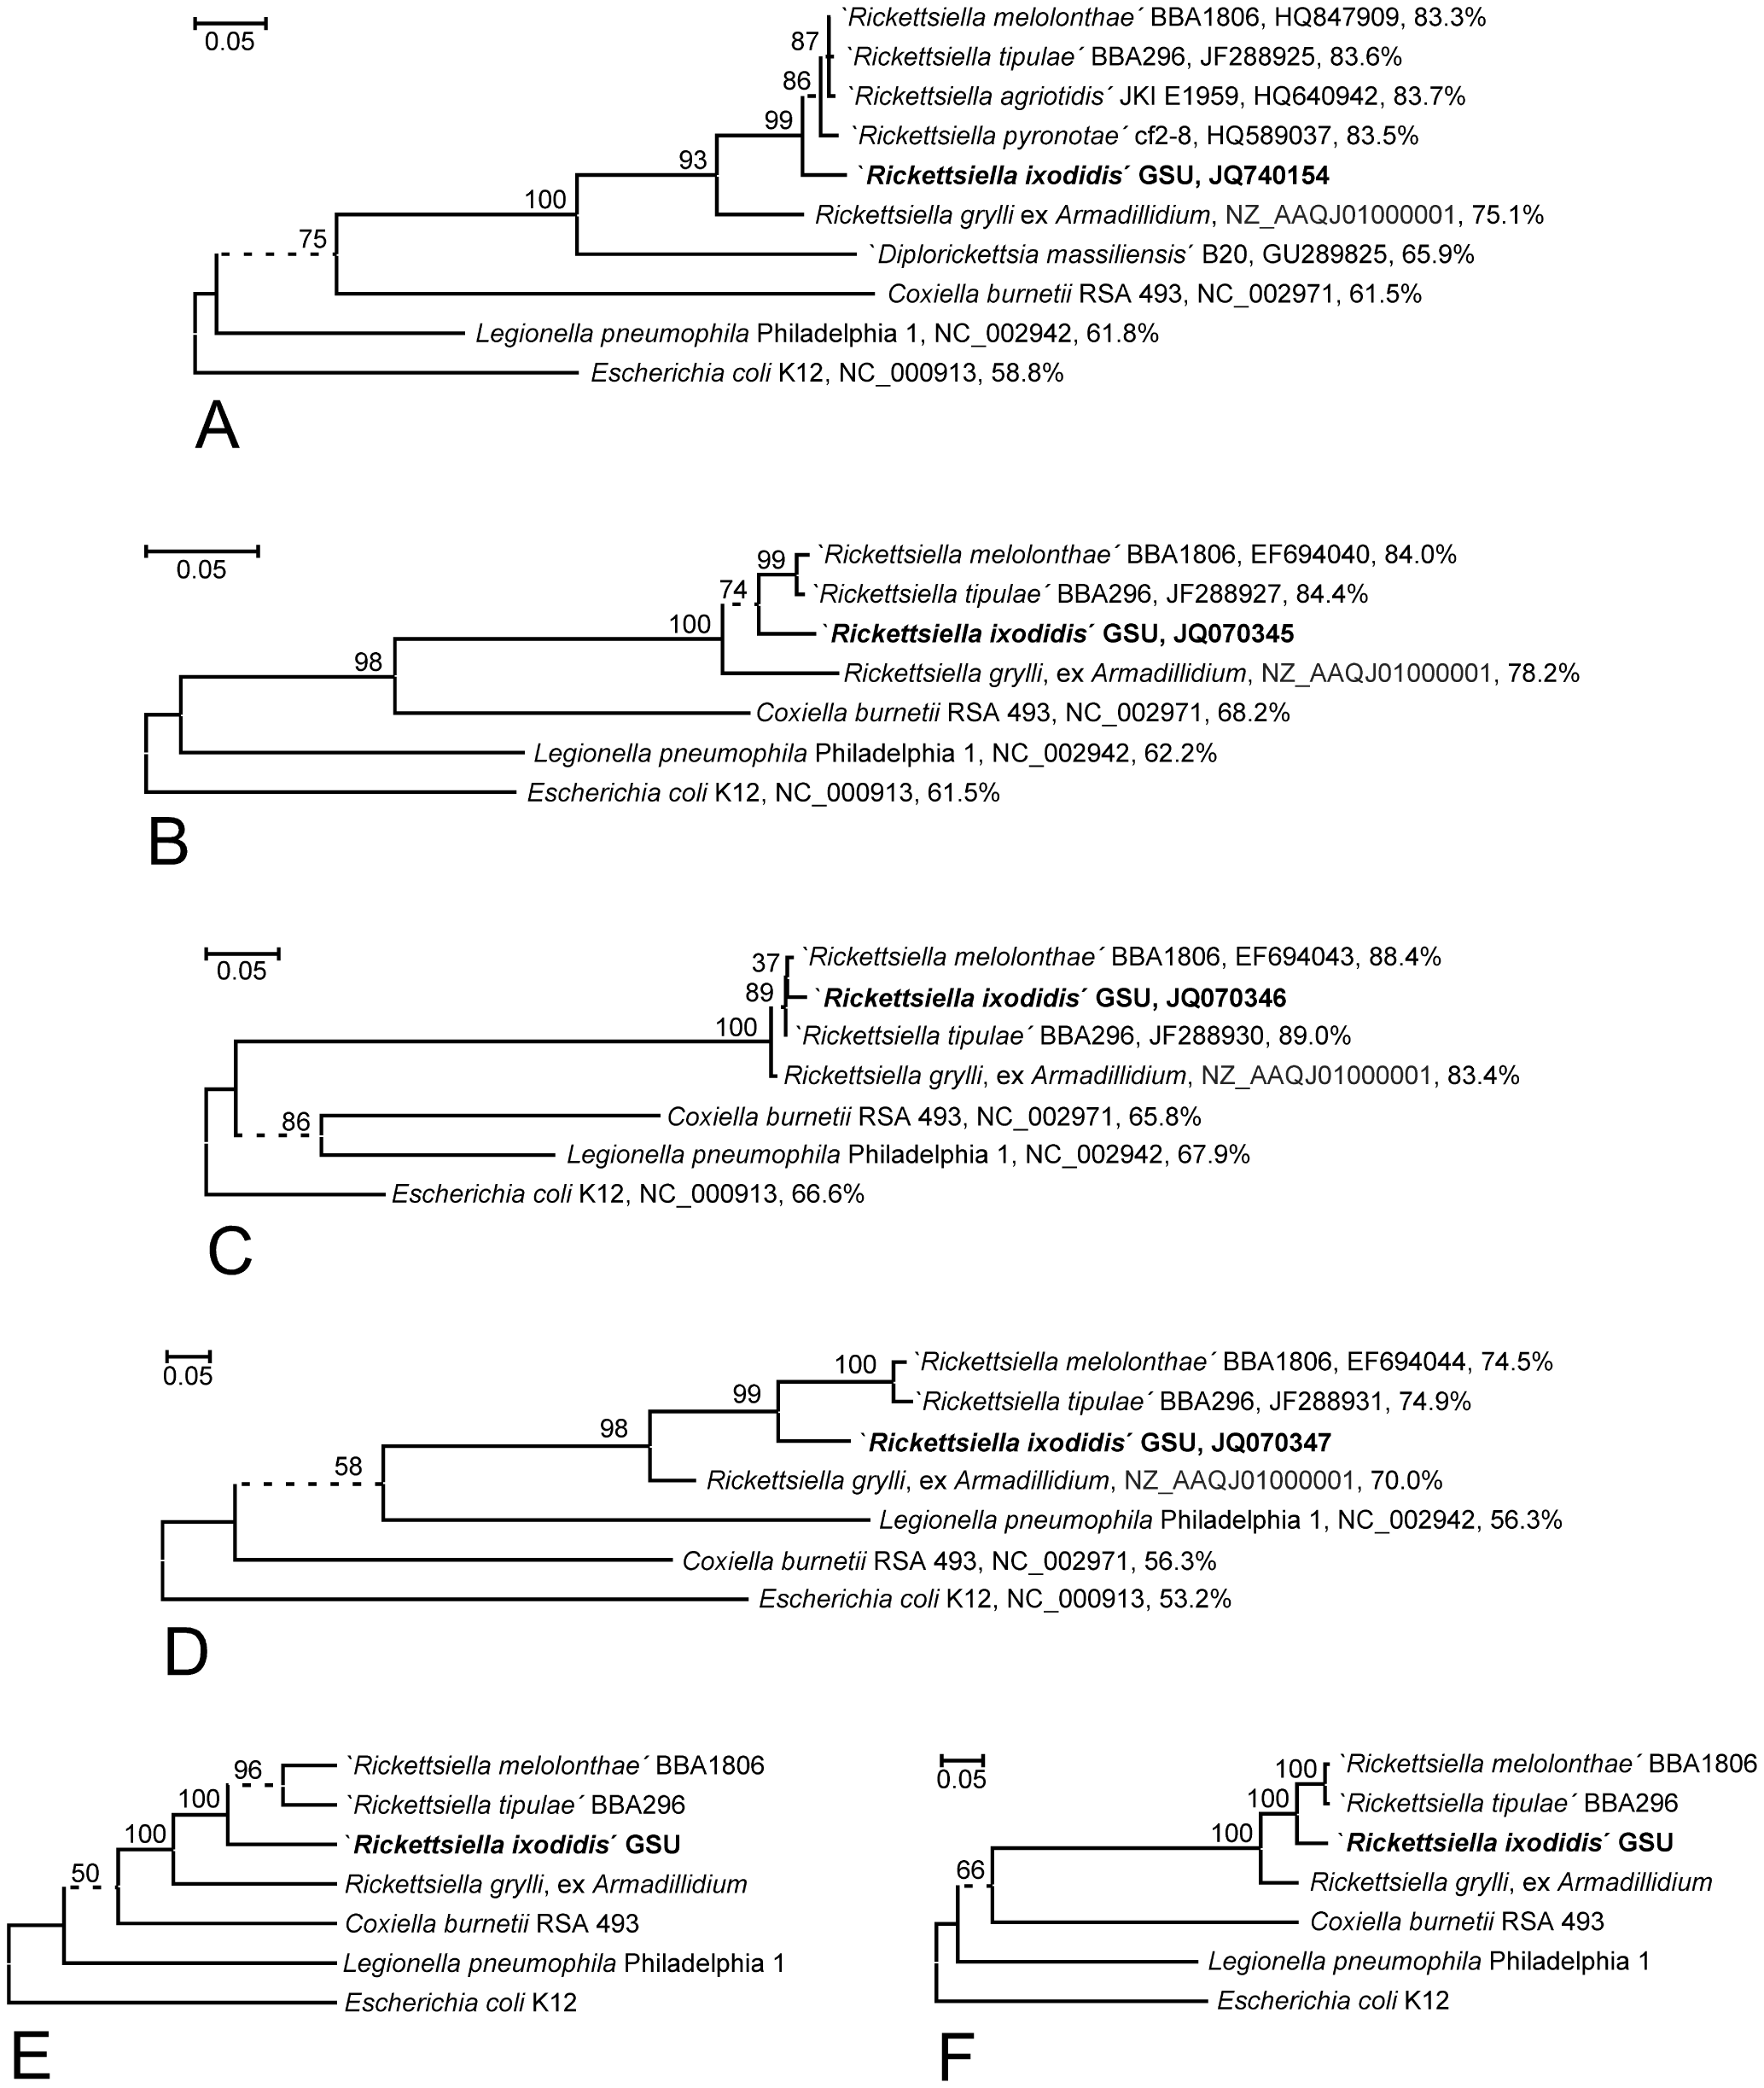 0.05
`Rickettsiella melolonthae´ BBA1806, HQ847909, 83.3%
87
`Rickettsiella tipulae´ BBA296, JF288925, 83.6%
86
`Rickettsiella agriotidis´ JKI E1959, HQ640942, 83.7%
99
`Rickettsiella pyronotae´ cf2-8, HQ589037, 83.5%
93
`Rickettsiella ixodidis´ GSU, JQ740154
100
Rickettsiella grylli ex Armadillidium, NZ_AAQJ01000001, 75.1%
75
`Diplorickettsia massiliensis´ B20, GU289825, 65.9%
Coxiella burnetii RSA 493, NC_002971, 61.5%
Legionella pneumophila Philadelphia 1, NC_002942, 61.8%
Escherichia coli K12, NC_000913, 58.8%
A
0.05
99
`Rickettsiella melolonthae´ BBA1806, EF694040, 84.0%
74
`Rickettsiella tipulae´ BBA296, JF288927, 84.4%
100
`Rickettsiella ixodidis´ GSU, JQ070345
98
Rickettsiella grylli, ex Armadillidium, NZ_AAQJ01000001, 78.2%
Coxiella burnetii RSA 493, NC_002971, 68.2%
Legionella pneumophila Philadelphia 1, NC_002942, 62.2%
Escherichia coli K12, NC_000913, 61.5%
B
0.05
37
`Rickettsiella melolonthae´ BBA1806, EF694043, 88.4%
89
`Rickettsiella ixodidis´ GSU, JQ070346
100
`Rickettsiella tipulae´ BBA296, JF288930, 89.0%
Rickettsiella grylli, ex Armadillidium, NZ_AAQJ01000001, 83.4%
86
Coxiella burnetii RSA 493, NC_002971, 65.8%
Legionella pneumophila Philadelphia 1, NC_002942, 67.9%
Escherichia coli K12, NC_000913, 66.6%
C
0.05
100
`Rickettsiella melolonthae´ BBA1806, EF694044, 74.5%
99
`Rickettsiella tipulae´ BBA296, JF288931, 74.9%
98
`Rickettsiella ixodidis´ GSU, JQ070347
58
Rickettsiella grylli, ex Armadillidium, NZ_AAQJ01000001, 70.0%
Legionella pneumophila Philadelphia 1, NC_002942, 56.3%
Coxiella burnetii RSA 493, NC_002971, 56.3%
Escherichia coli K12, NC_000913, 53.2%
D
96
`Rickettsiella melolonthae´ BBA1806
100
`Rickettsiella tipulae´ BBA296
100
`Rickettsiella ixodidis´ GSU
50
Rickettsiella grylli, ex Armadillidium
Coxiella burnetii RSA 493
Legionella pneumophila Philadelphia 1
Escherichia coli K12
E
0.05
100
`Rickettsiella melolonthae´ BBA1806
100
`Rickettsiella tipulae´ BBA296
100
`Rickettsiella ixodidis´ GSU
66
Rickettsiella grylli, ex Armadillidium
Coxiella burnetii RSA 493
Legionella pneumophila Philadelphia 1
Escherichia coli K12
F